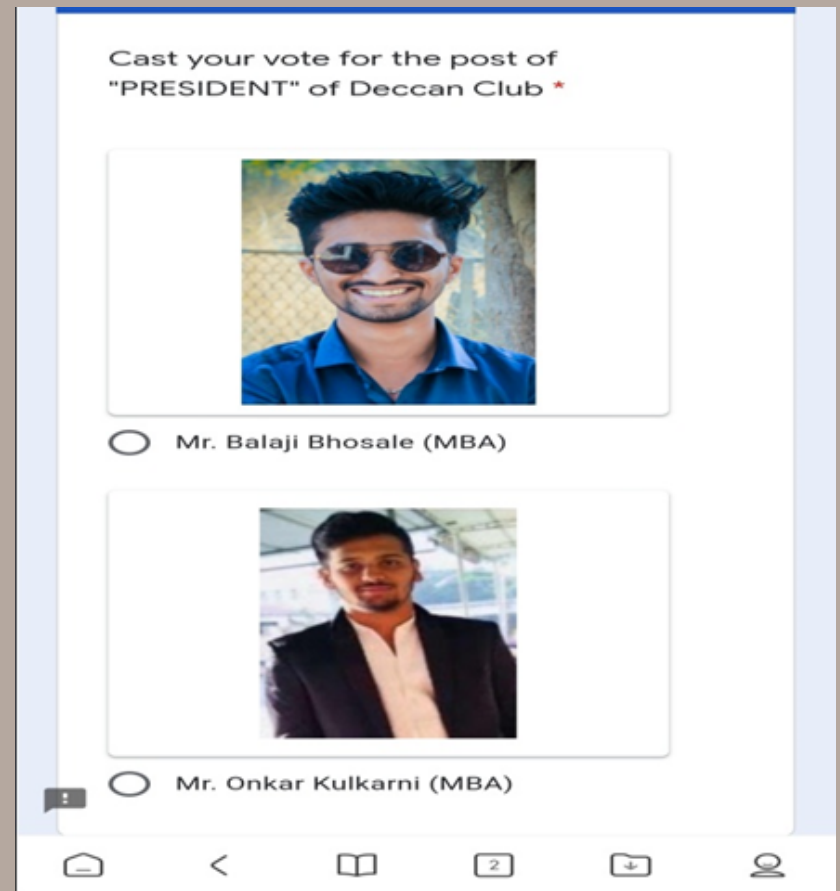 Cast your vote for the post of
"PRESIDENT" of Deccan Club *
Mr. Balaji Bhosale (MBA)
Mr. Onkar Kulkarni (MBA)
!
2